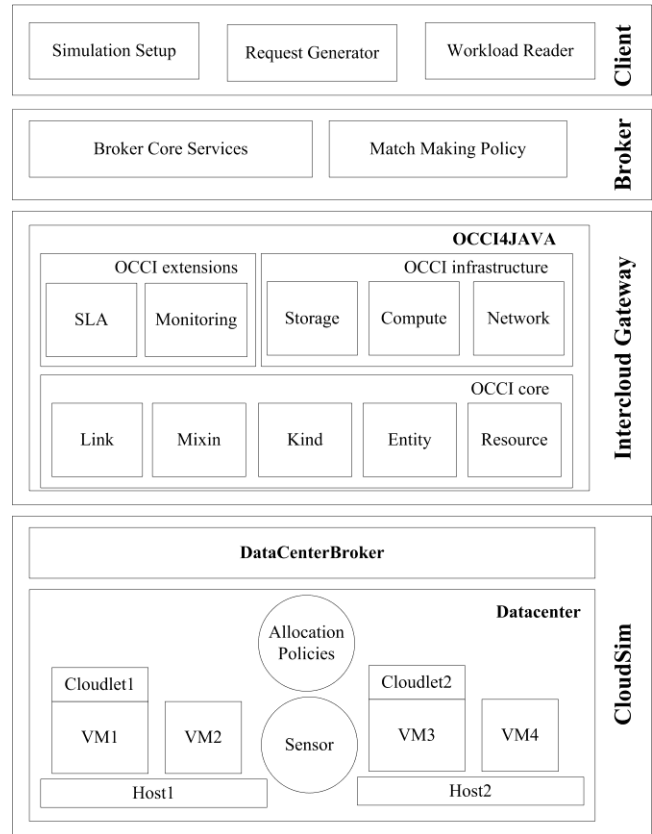 Simulation Setup
Request Generator
Workload Reader
Client
Broker Core Services
Match Making Policy
Broker
OCCI4JAVA
OCCI extensions
SLA
Monitoring
OCCI infrastructure
Storage
Compute
Network
OCCI core
Link
Mixin
Kind
Entity
Resource
Intercloud Gateway
DataCenterBroker
Datacenter
Allocation
Policies
Cloudlet1
VM1
VM2
Host1
Sensor
Cloudlet2
VM3
VM4
Host2
CloudSim